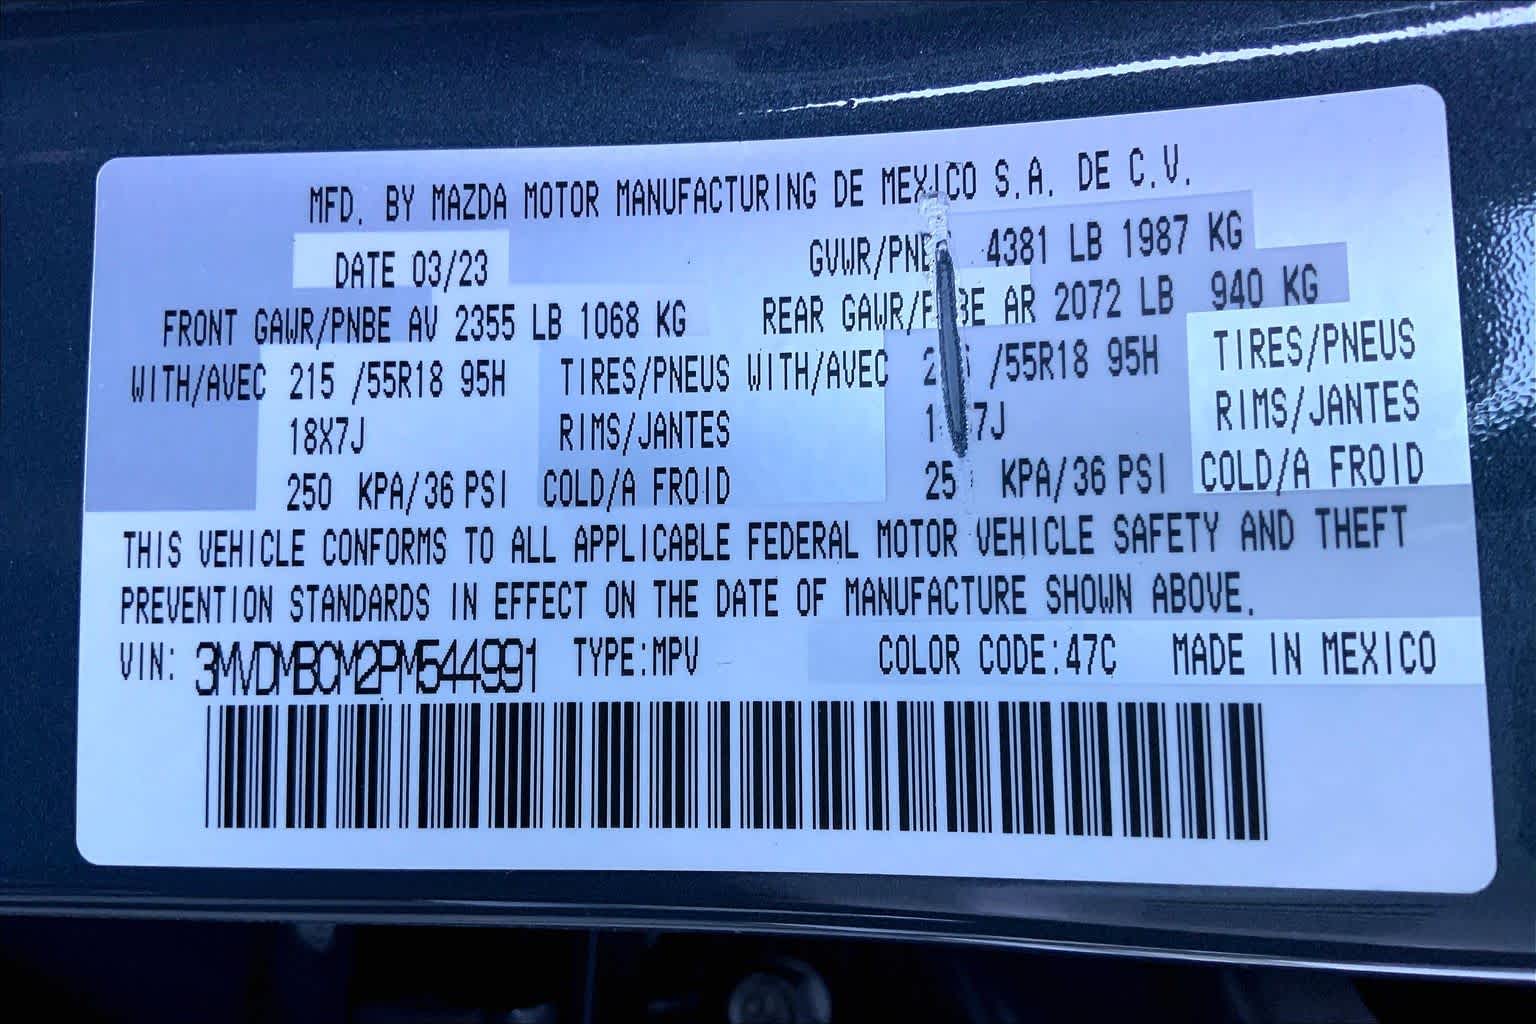 MFD. BY MAZDA MOTOR MANUFACTURING DE MEXICO S.A. DE C.V.
DATE 03/23 4381 LB 1987 KG
FRONT GAWR/PNBE AV 2355 LB 1068 KG REAR AR 2072 LB 940 KG
WITH/AVEC 215 /55R18 95H TIRES/PNEUS WITH/AVEC /55R18 95H TIRES/PNEUS
18X7J RIMS/JANTES RIMS/JANTES
250 KPA/36 PSI COLD/A FROID KPA/36 PSI COLD/A FROID
THIS VEHICLE CONFORMS TO ALL APPLICABLE FEDERAL MOTOR VEHICLE SAFETY AND THEFT
PREVENTION STANDARDS IN EFFECT ON THE DATE OF MANUFACTURE SHOWN ABOVE.
VIN: 3MVDMBCM2PM544991 TYPE:MPV COLOR CODE:47C MADE IN MEXICO